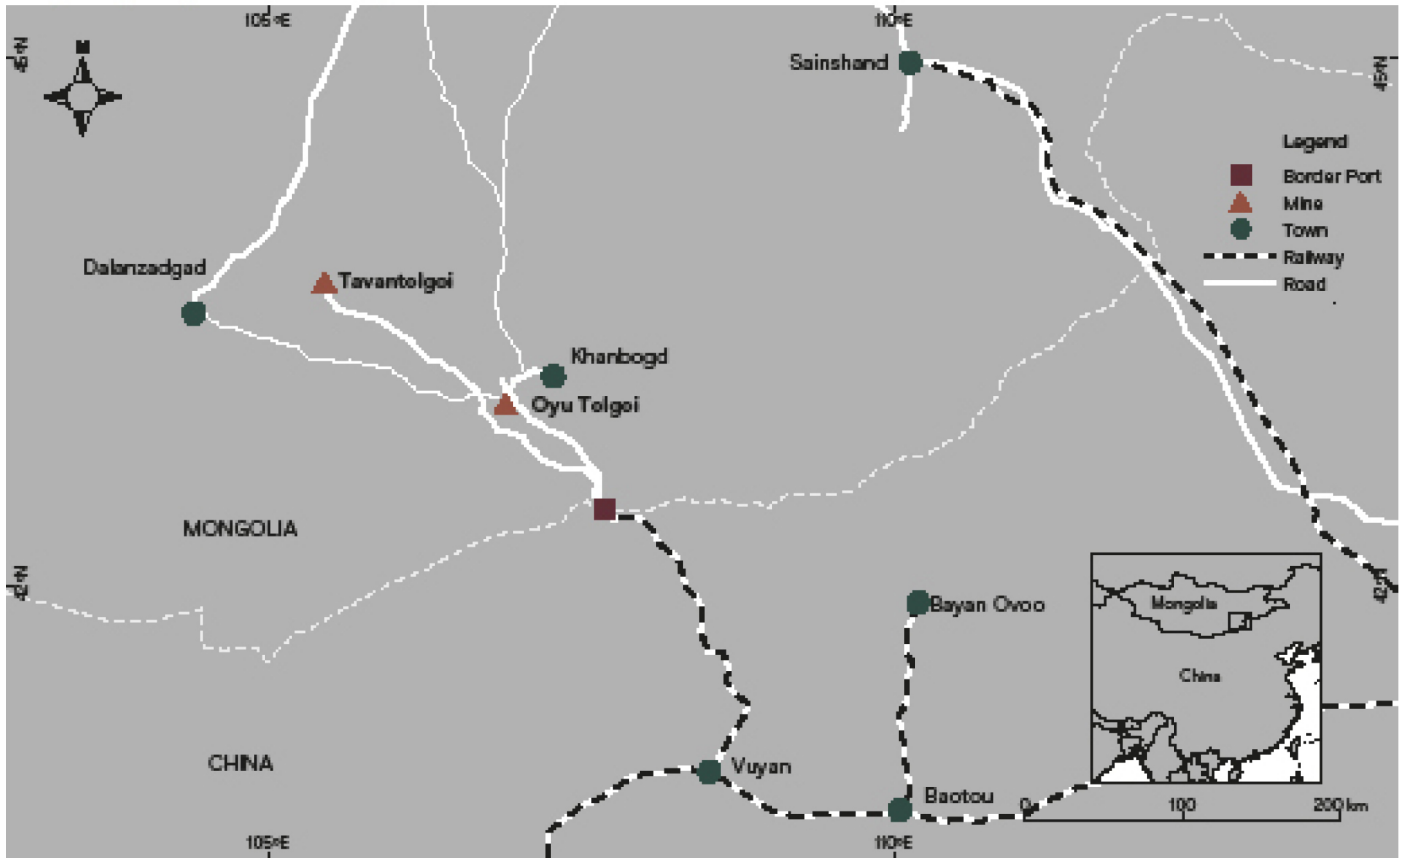 105°E
110°E
45°N
N
Sainshand
45°N
Legend
Border Port
Mine
Town
Railway
Road
Dalanzadgad
Tavantolgoi
Khanbogd
Oyu Tolgoi
MONGOLIA
42°N
42°N
Bayan Ovoo
Mongolia
China
CHINA
Vuyan
Baotou
0 100 200 km
105°E
110°E